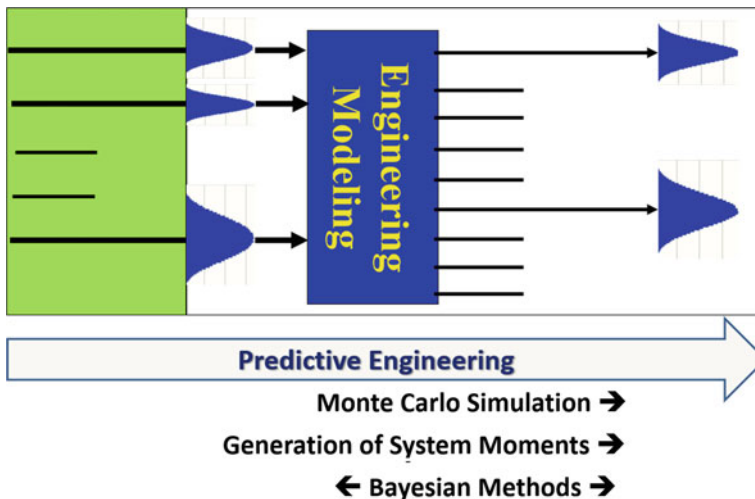 Engineering
Modeling
Predictive Engineering
Monte Carlo Simulation →
Generation of System Moments →
← Bayesian Methods →